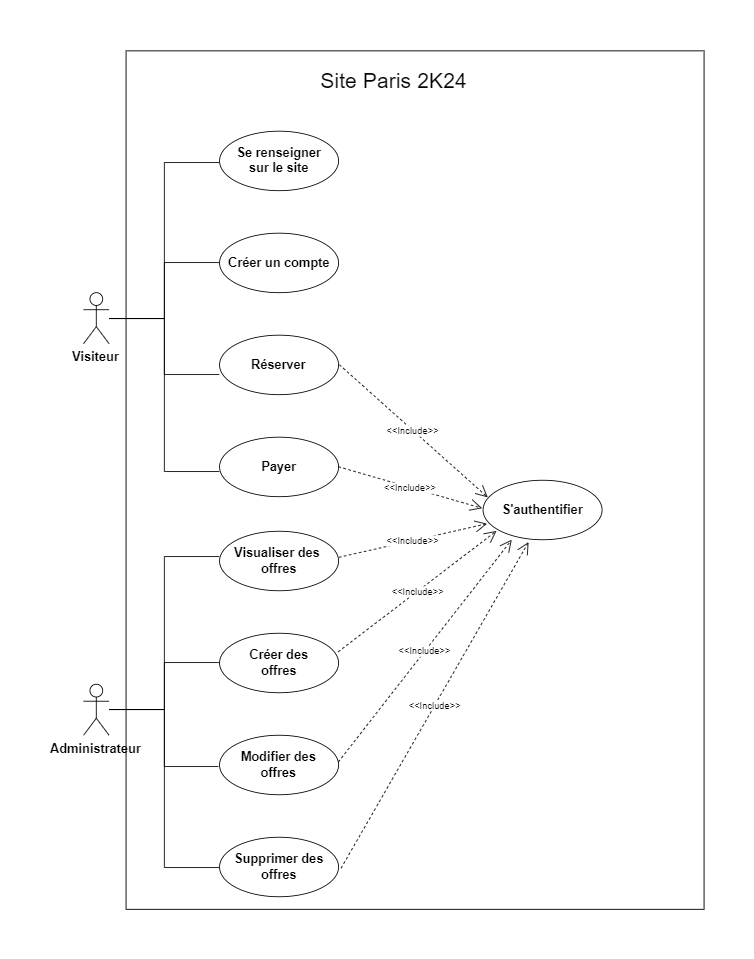 Site Paris 2K24
Se renseigner
sur le site
Créer un compte
Visiteur
Réserver
<<Include>>
Payer
<<Include>>
S'authentifier
Visualiser des
offres
<<Include>>
Créer des
offres
<<Include>>
<<Include>>
Administrateur
<<Include>>
Modifier des
offres
Supprimer des
offres